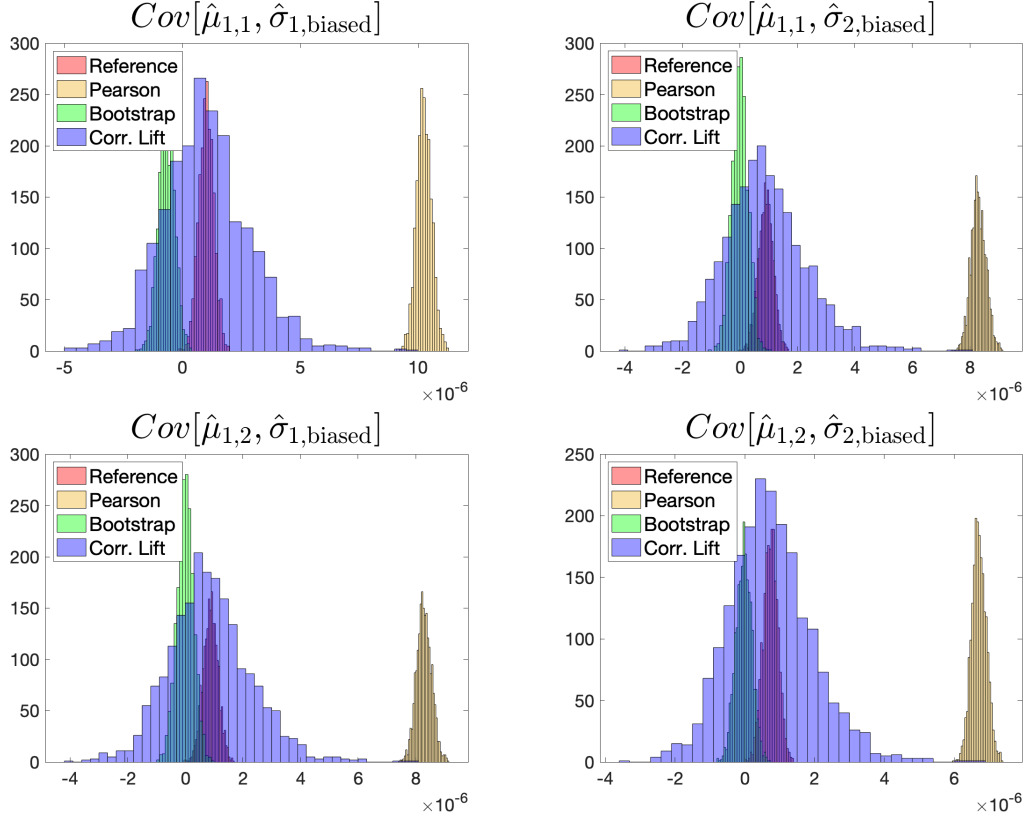 Cov[μ̂₁,₁, σ̂₁,biased]
300
250
200
150
100
50
0
Reference
Pearson
Bootstrap
Corr. Lift
-5 0 5 10
×10⁻⁶
Cov[μ̂₁,₁, σ̂₂,biased]
300
250
200
150
100
50
0
Reference
Pearson
Bootstrap
Corr. Lift
-4 -2 0 2 4 6 8
×10⁻⁶
Cov[μ̂₁,₂, σ̂₁,biased]
300
250
200
150
100
50
0
Reference
Pearson
Bootstrap
Corr. Lift
-4 -2 0 2 4 6 8
×10⁻⁶
Cov[μ̂₁,₂, σ̂₂,biased]
250
200
150
100
50
0
Reference
Pearson
Bootstrap
Corr. Lift
-4 -2 0 2 4 6
×10⁻⁶